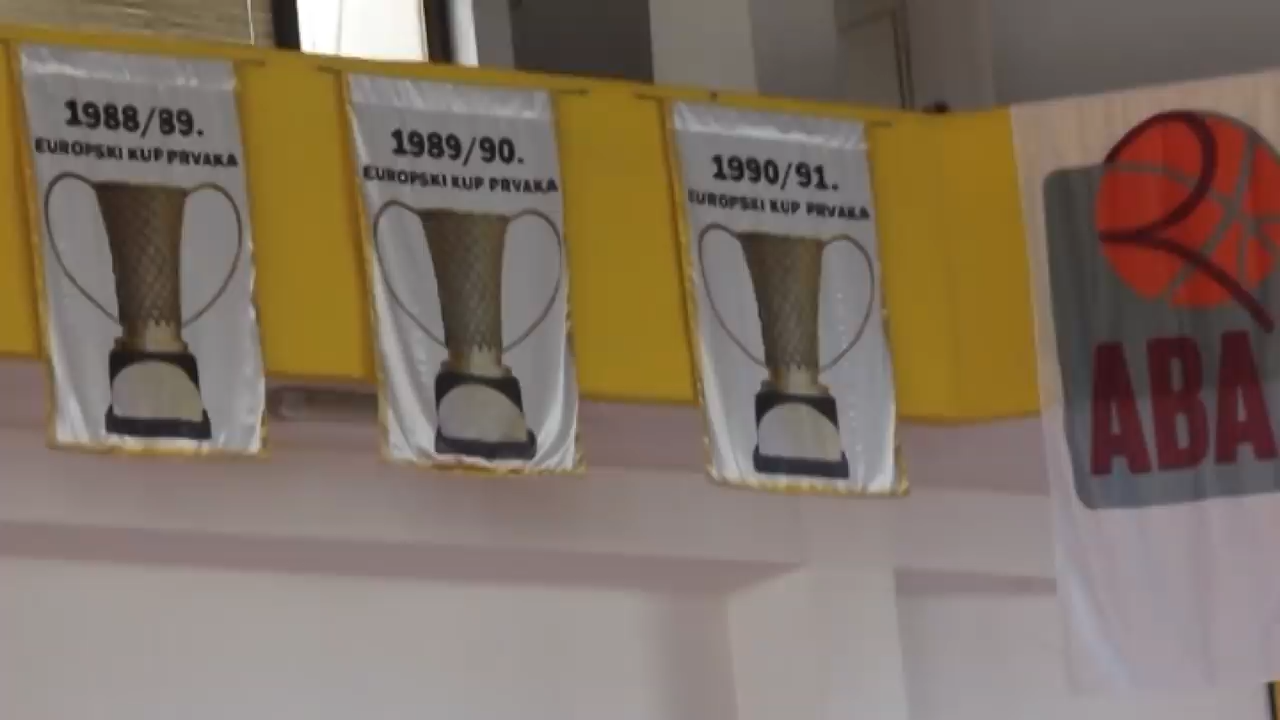 1988/89.
EUROPSKI KUP PRVAKA
1989/90.
EUROPSKI KUP PRVAKA
1990/91.
EUROPSKI KUP PRVAKA
ABA